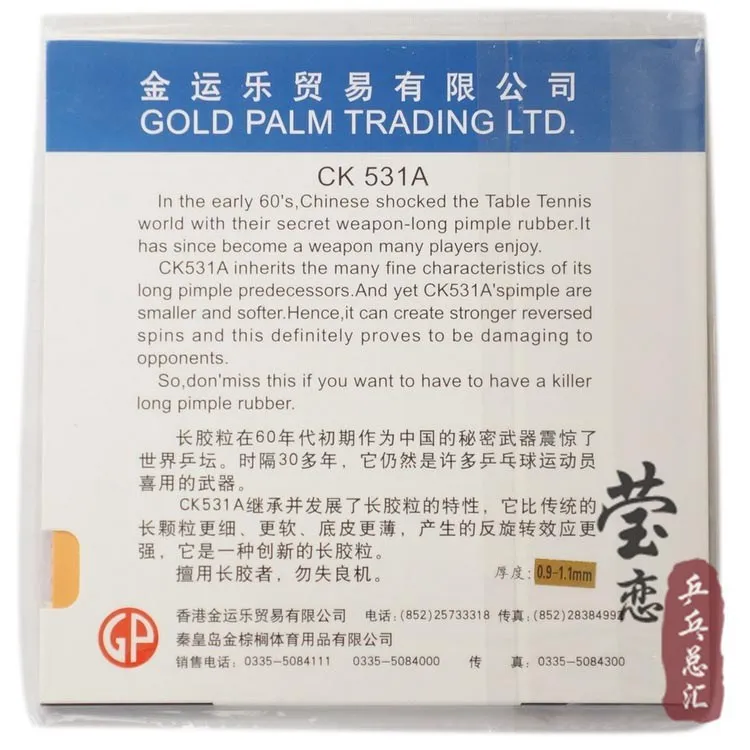 金运乐贸易有限公司
GOLD PALM TRADING LTD.
CK 531A
In the early 60's,Chinese shocked the Table Tennis
world with their secret weapon-long pimple rubber.It
has since become a weapon many players enjoy.
CK531A inherits the many fine characteristics of its
long pimple predecessors.And yet CK531A'spimple are
smaller and softer.Hence,it can create stronger reversed
spins and this definitely proves to be damaging to
opponents.
So,don'miss this if you want to have to have a killer
long pimple rubber.
长胶粒在60年代初期作为中国的秘密武器震惊了
世界乒坛。时隔30多年，它仍然是许多乒乓球运动员
喜用的武器。
CK531A继承并发展了长胶粒的特性，它比传统的
长颗粒更细、更软、底皮更薄，产生的反旋转效应更
强，它是一种创新的长胶粒。
擅用长胶者，勿失良机。
厚度: 0.9-1.1mm
GP
香港金运乐贸易有限公司 电话: (852)25733318 传真: (852)28384992
秦皇岛金棕榈体育用品有限公司
销售电话: 0335-5084111 0335-5084000 传 真: 0335-5084300
莹恋
乒乓总汇